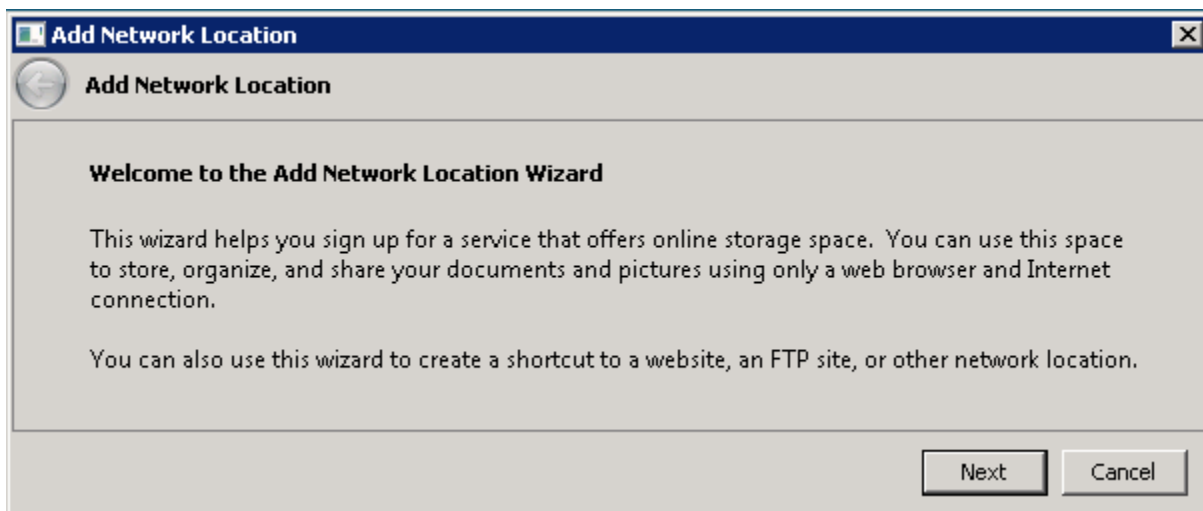 Add Network Location
Add Network Location
Welcome to the Add Network Location Wizard
This wizard helps you sign up for a service that offers online storage space.  You can use this space
to store, organize, and share your documents and pictures using only a web browser and Internet
connection.
You can also use this wizard to create a shortcut to a website, an FTP site, or other network location.
Next
Cancel